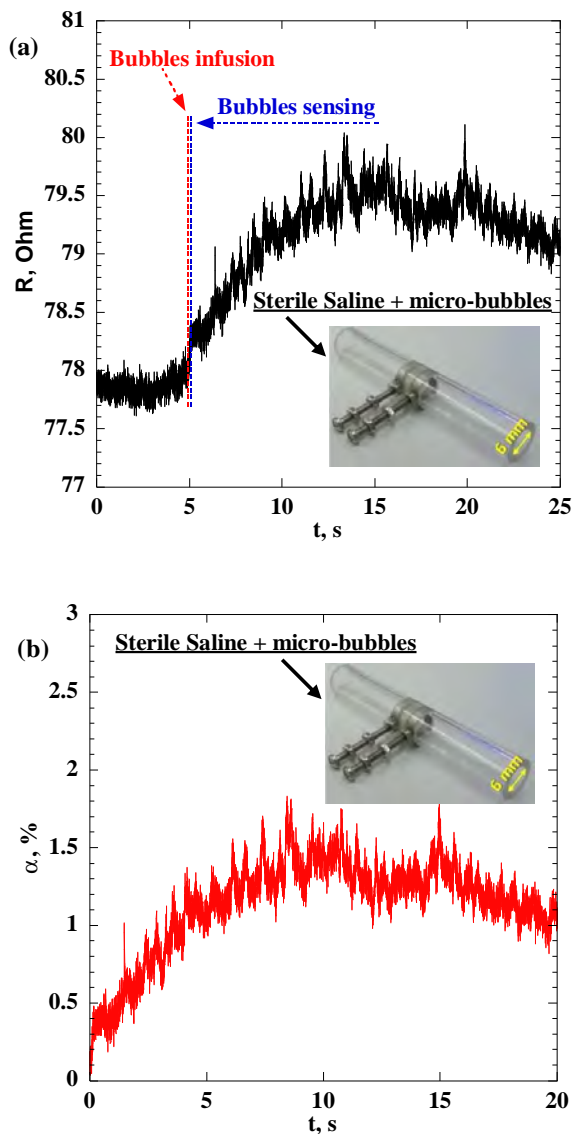 (a)
81
80.5
80
79.5
79
78.5
78
77.5
77
R, Ohm
Bubbles infusion
Bubbles sensing
Sterile Saline + micro-bubbles
6 mm
0 5 10 15 20 25
t, s
(b)
3
2.5
2
1.5
1
0.5
0
α, %
Sterile Saline + micro-bubbles
6 mm
0 5 10 15 20
t, s